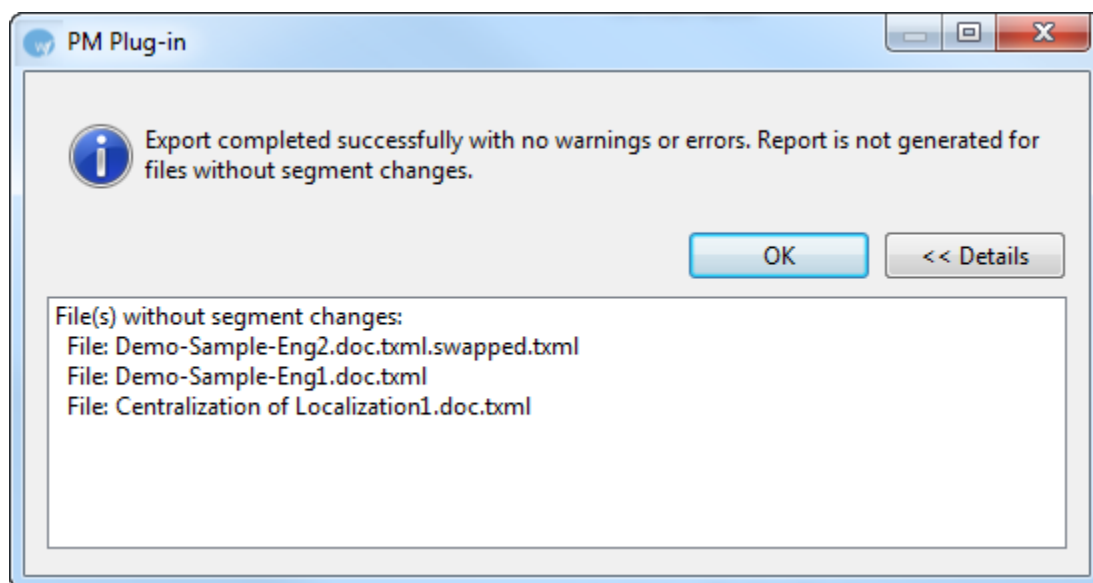 PM Plug-in
Export completed successfully with no warnings or errors. Report is not generated for
files without segment changes.
OK
<< Details
File(s) without segment changes:
File: Demo-Sample-Eng2.doc.txml.swapped.txml
File: Demo-Sample-Eng1.doc.txml
File: Centralization of Localization1.doc.txml